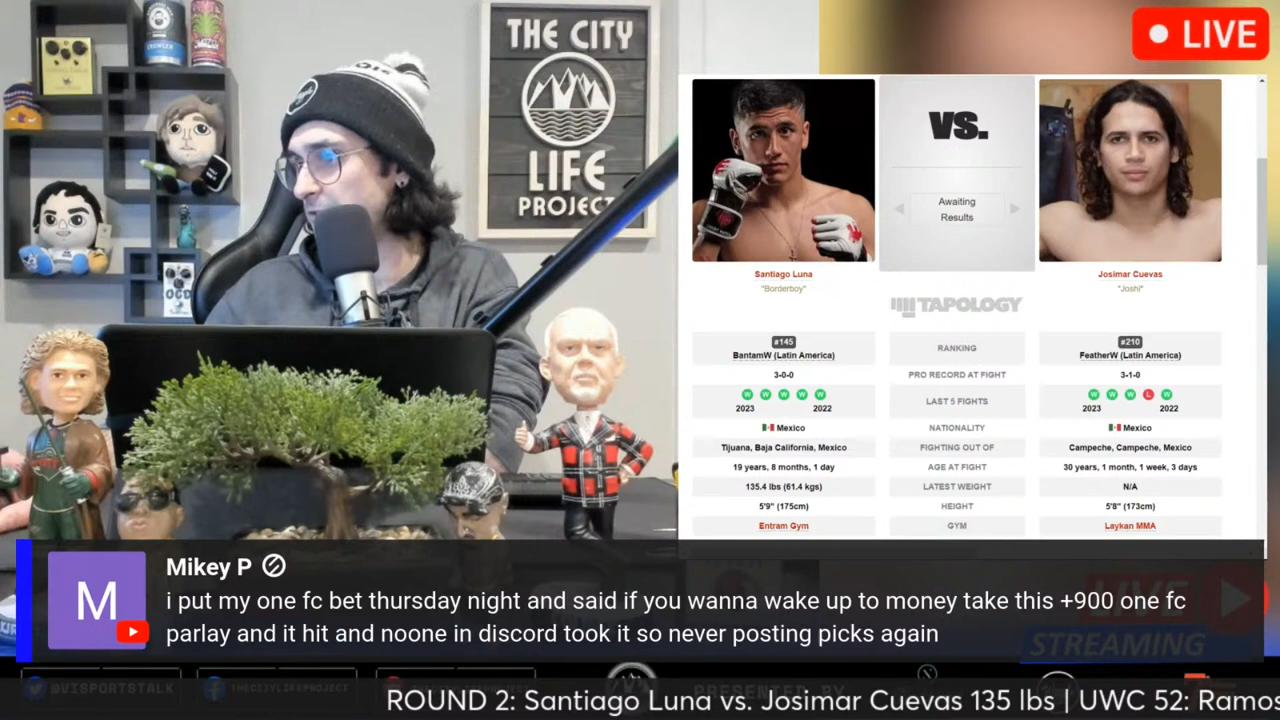 LIVE
THE CITY
LIFE
PROJECT
CRAWLER
OCD
VS.
Awaiting
Results
Santiago Luna
"Borderboy"
Josimar Cuevas
"Joshi"
TAPOLOGY
#145
BantamW (Latin America)
RANKING
#210
FeatherW (Latin America)
3-0-0
PRO RECORD AT FIGHT
3-1-0
W W W W W
2023 2022
LAST 5 FIGHTS
W W W L W
2023 2022
Mexico
NATIONALITY
Mexico
Tijuana, Baja California, Mexico
FIGHTING OUT OF
Campeche, Campeche, Mexico
19 years, 8 months, 1 day
AGE AT FIGHT
30 years, 1 month, 1 week, 3 days
135.4 lbs (61.4 kgs)
LATEST WEIGHT
N/A
5'9" (175cm)
HEIGHT
5'8" (173cm)
Entram Gym
GYM
Laykan MMA
M
Mikey P
i put my one fc bet thursday night and said if you wanna wake up to money take this +900 one fc
parlay and it hit and noone in discord took it so never posting picks again
LIVE
STREAMING
@VISPORTSTALK
THECITYLIFEPROJECT
PRESENTED BY
ROUND 2: Santiago Luna vs. Josimar Cuevas 135 lbs | UWC 52: Ramos